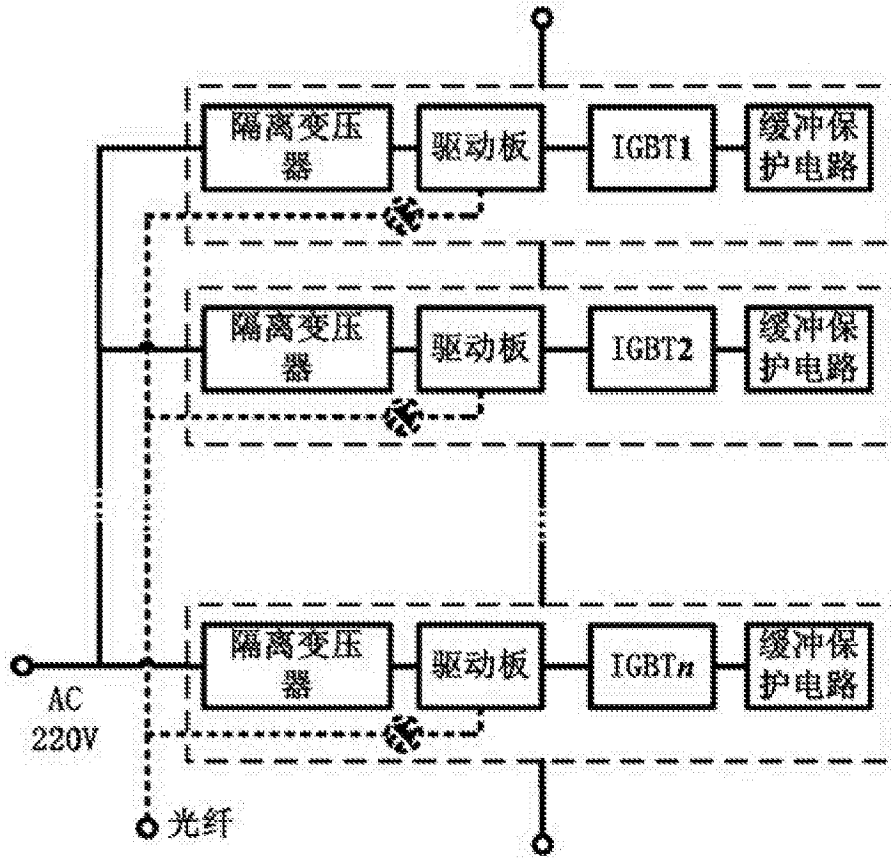 隔离变压
器
驱动板
IGBT1
缓冲保
护电路
隔离变压
器
驱动板
IGBT2
缓冲保
护电路
隔离变压
器
驱动板
IGBTn
缓冲保
护电路
AC
220V
光纤